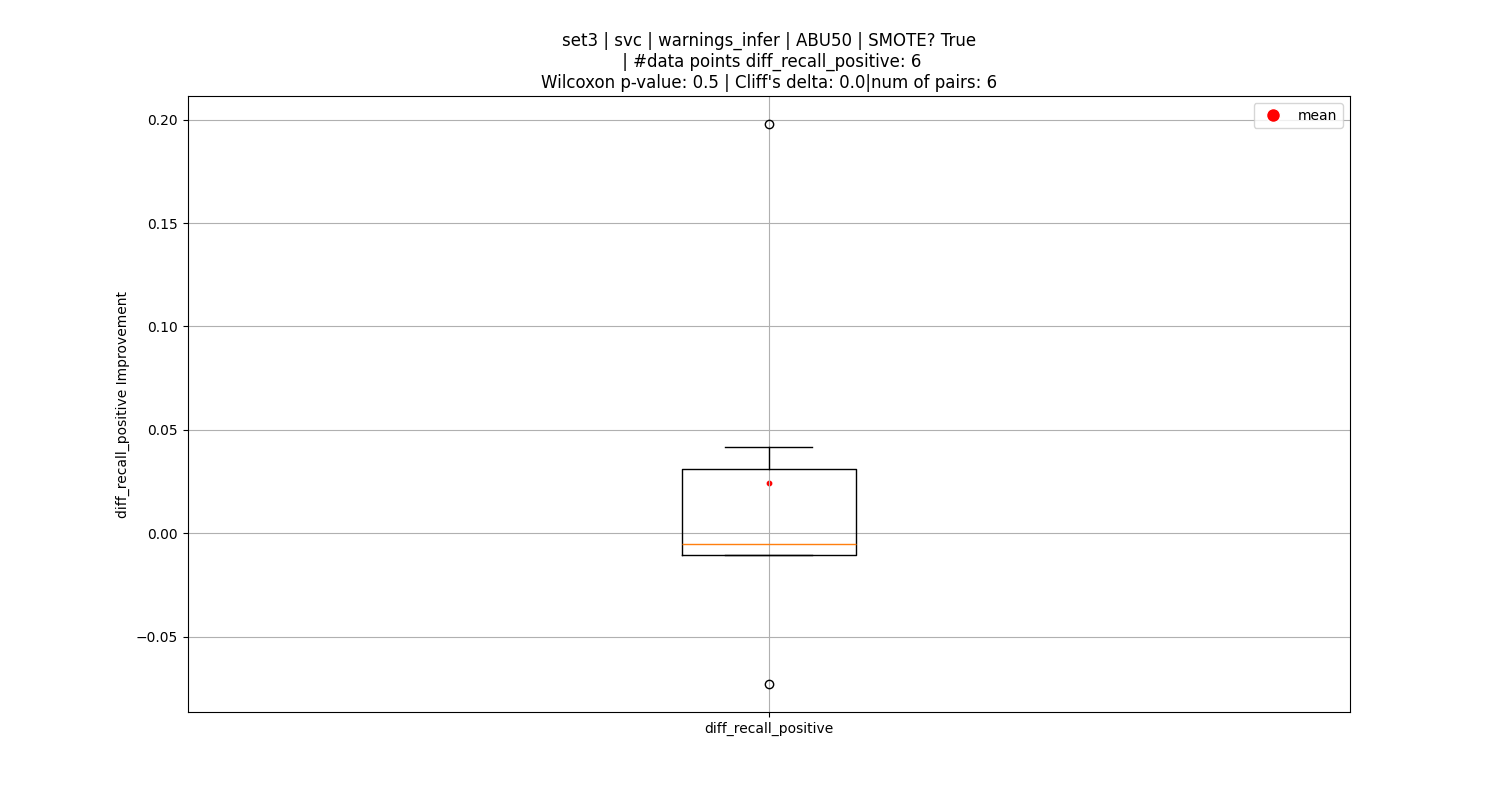 set3 | svc | warnings_infer | ABU50 | SMOTE? True
| #data points diff_recall_positive: 6
Wilcoxon p-value: 0.5 | Cliff's delta: 0.0|num of pairs: 6
mean
0.20
0.15
0.10
0.05
0.00
−0.05
diff_recall_positive Improvement
diff_recall_positive